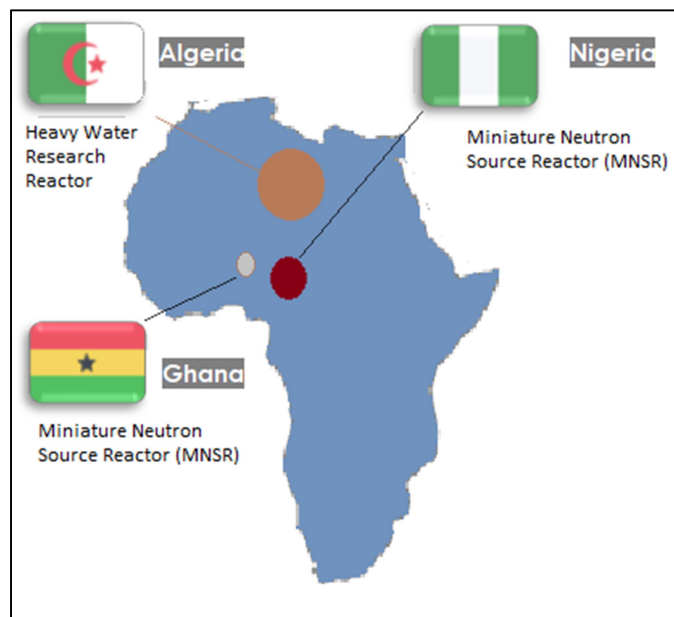 Algeria
Nigeria
Heavy Water
Research
Reactor
Miniature Neutron
Source Reactor (MNSR)
Ghana
Miniature Neutron
Source Reactor (MNSR)